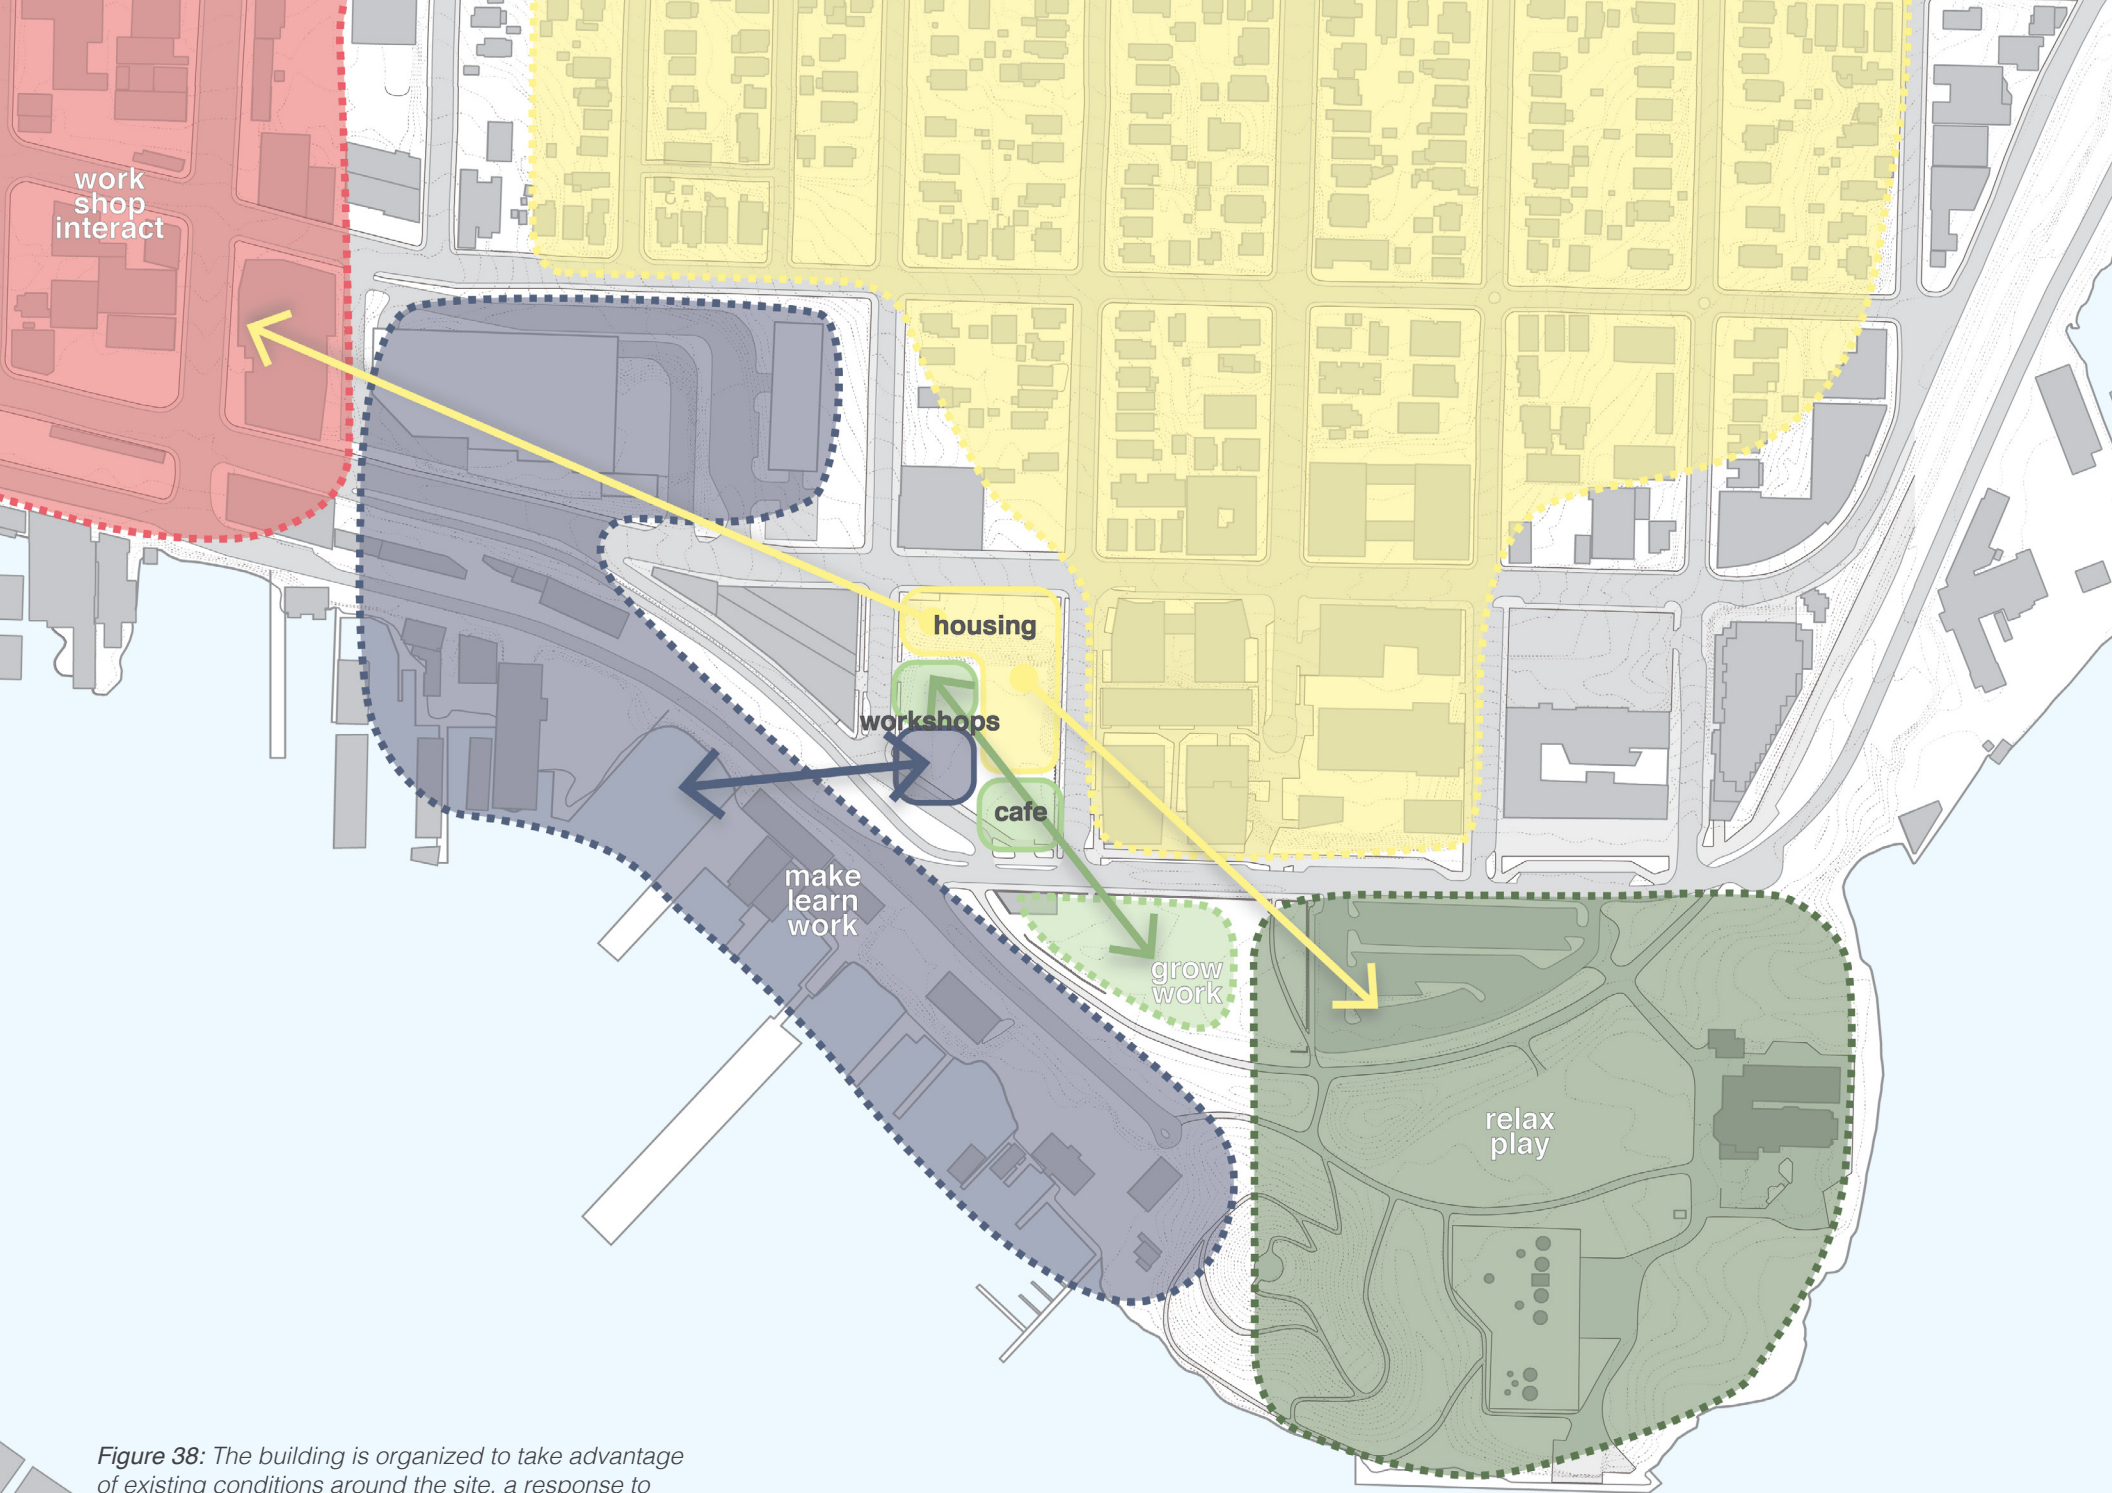 work
shop
interact
housing
workshops
cafe
make
learn
work
grow
work
relax
play
Figure 38: The building is organized to take advantage
of existing conditions around the site, a response to